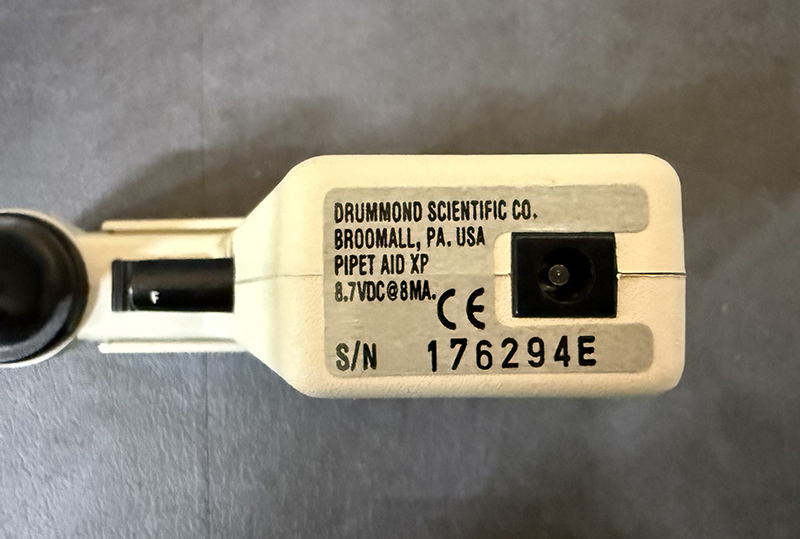 DRUMMOND SCIENTIFIC CO.
BROOMALL, PA. USA
PIPET AID XP
8.7VDC@8MA.
CE
S/N 176294E
F